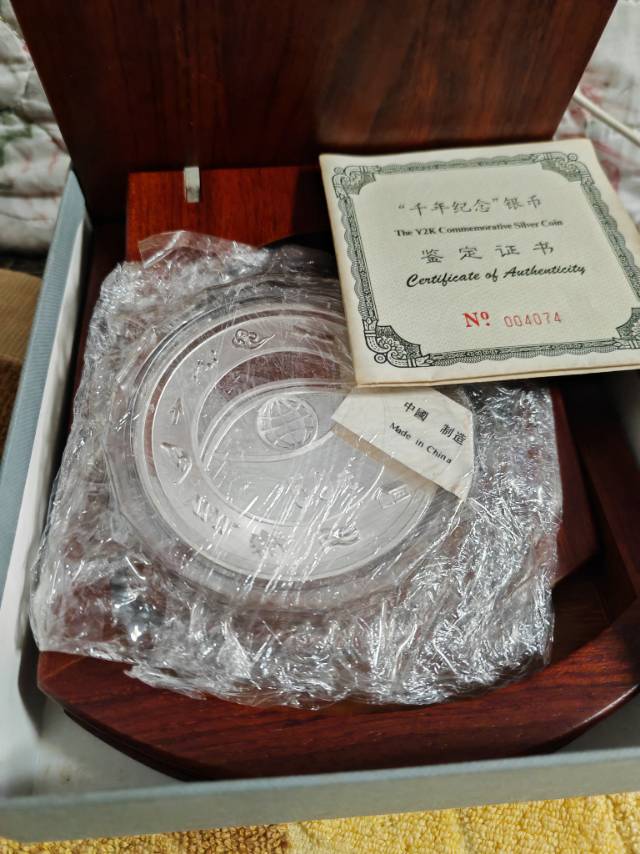 “千年纪念”银币
The Y2K Commemorative Silver Coin
鉴定证书
Certificate of Authenticity
Nº 004074
中國 制造
Made in China